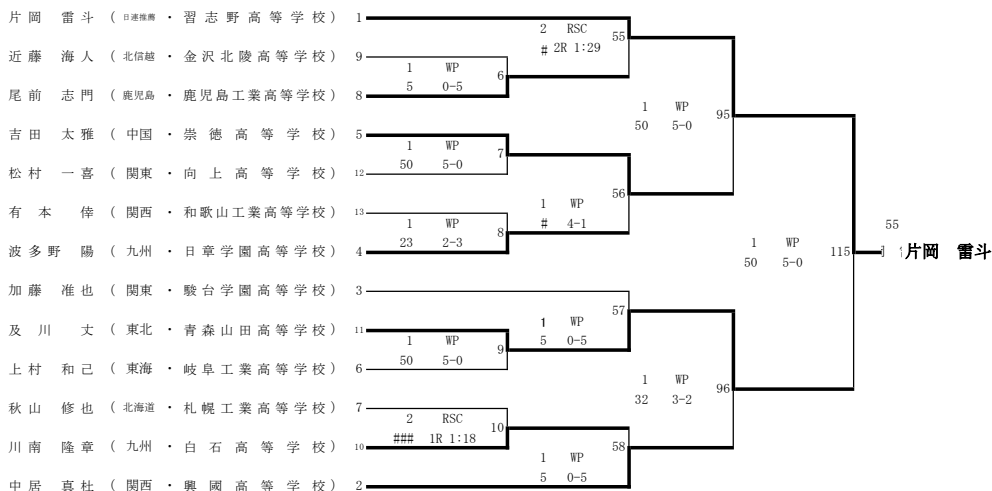 片岡 雷斗 ( 日連推薦 ・ 習志野高等学校 ) 1
2 RSC
55
# 2R 1:29
近藤 海人 ( 北信越 ・ 金沢北陵高等学校 ) 9
1 WP
6
5 0-5
尾前 志門 ( 鹿児島 ・ 鹿児島工業高等学校 ) 8
1 WP
95
50 5-0
吉田 太雅 ( 中国 ・ 崇徳高等学校 ) 5
1 WP
7
50 5-0
松村 一喜 ( 関東 ・ 向上高等学校 ) 12
56
1 WP
# 4-1
有本 倖 ( 関西 ・ 和歌山工業高等学校 ) 13
1 WP
8
23 2-3
波多野 陽 ( 九州 ・ 日章学園高等学校 ) 4
55
1 WP
115
片岡 雷斗
50 5-0
加藤 准也 ( 関東 ・ 駿台学園高等学校 ) 3
57
1 WP
5 0-5
及川 丈 ( 東北 ・ 青森山田高等学校 ) 11
1 WP
9
50 5-0
上村 和己 ( 東海 ・ 岐阜工業高等学校 ) 6
1 WP
96
32 3-2
秋山 修也 ( 北海道 ・ 札幌工業高等学校 ) 7
2 RSC
10
### 1R 1:18
川南 隆章 ( 九州 ・ 白石高等学校 ) 10
58
1 WP
5 0-5
中居 真杜 ( 関西 ・ 興國高等学校 ) 2